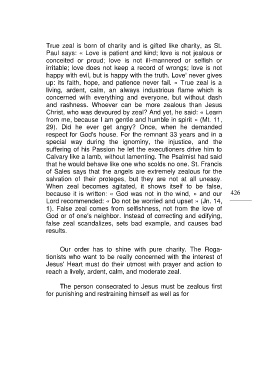 True zeal is born of charity and is gifted like charity, as St.
Paul says: « Love is patient and kind; love is not jealous or
conceited or proud; love is not ill-mannered or selfish or
irritable; love does not keep a record of wrongs; love is not
happy with evil, but is happy with the truth. Love' never gives
up: its faith, hope, and patience never fail. » True zeal is a
living, ardent, calm, an always industrious flame which is
concerned with everything and everyone, but without dash
and rashness. Whoever can be more zealous than Jesus
Christ, who was devoured by zeal? And yet, he said: « Learn
from me, because I am gentle and humble in spirit » (Mt. 11,
29). Did he ever get angry? Once, when he demanded
respect for God's house. For the remnant 33 years and in a
special way during the ignominy, the injustice, and the
suffering of his Passion he let the executioners drive him to
Calvary like a lamb, without lamenting. The Psalmist had said
that he would behave like one who scolds no one. St. Francis
of Sales says that the angels are extremely zealous for the
salvation of their proteges, but they are not at all uneasy.
When zeal becomes agitated, it shows itself to be false,
because it is written: « God was not in the wind, » and our
Lord recommended: « Do not be worried and upset » (Jn. 14,
1). False zeal comes from selfishness, not from the love of
God or of one's neighbor. Instead of correcting and edifying,
false zeal scandalizes, sets bad example, and causes bad
results.
426
Our order has to shine with pure charity. The Roga-
tionists who want to be really concerned with the interest of
Jesus' Heart must do their utmost with prayer and action to
reach a lively, ardent, calm, and moderate zeal.
The person consecrated to Jesus must be zealous first
for punishing and restraining himself as well as for